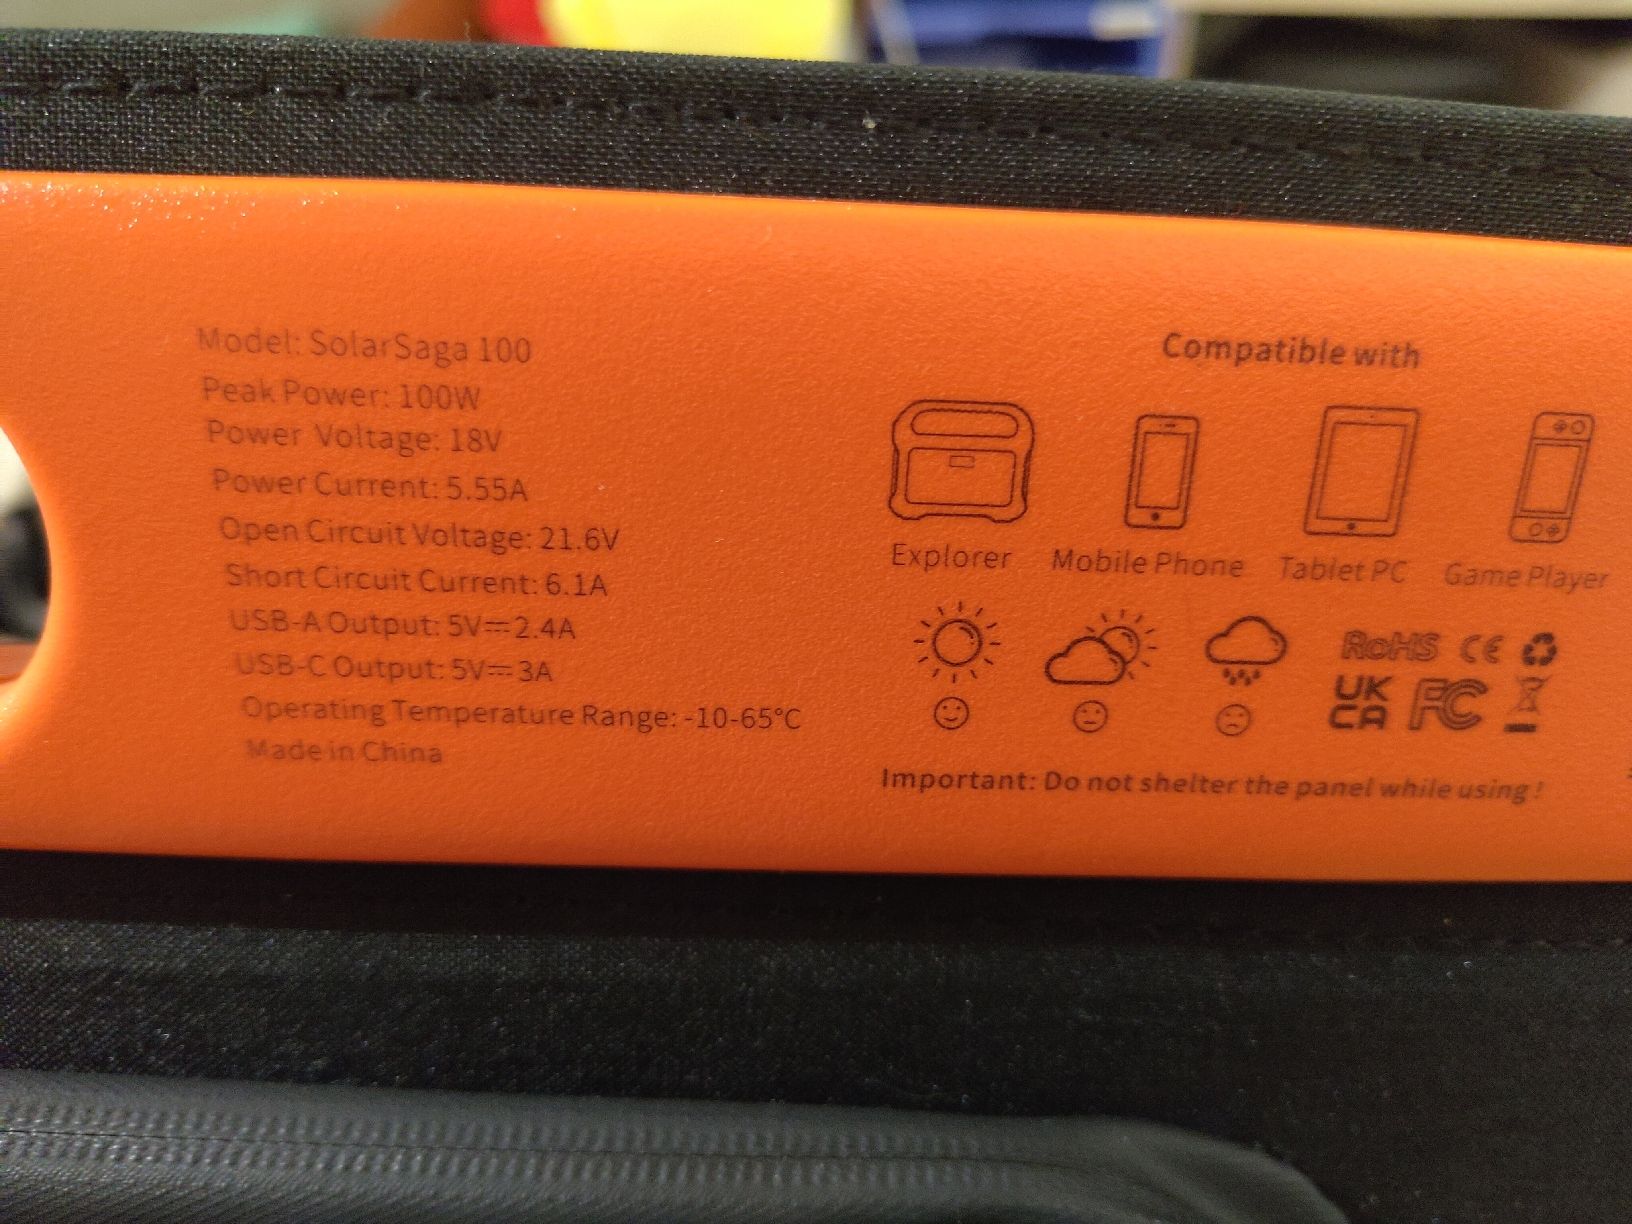 Model: SolarSaga 100
Peak Power: 100W
Power Voltage: 18V
Power Current: 5.55A
Open Circuit Voltage: 21.6V
Short Circuit Current: 6.1A
USB-A Output: 5V⎓2.4A
USB-C Output: 5V⎓3A
Operating Temperature Range: -10-65°C
Made in China
Compatible with
Explorer Mobile Phone Tablet PC Game Player
RoHS CE
UK CA FC
Important: Do not shelter the panel while using!